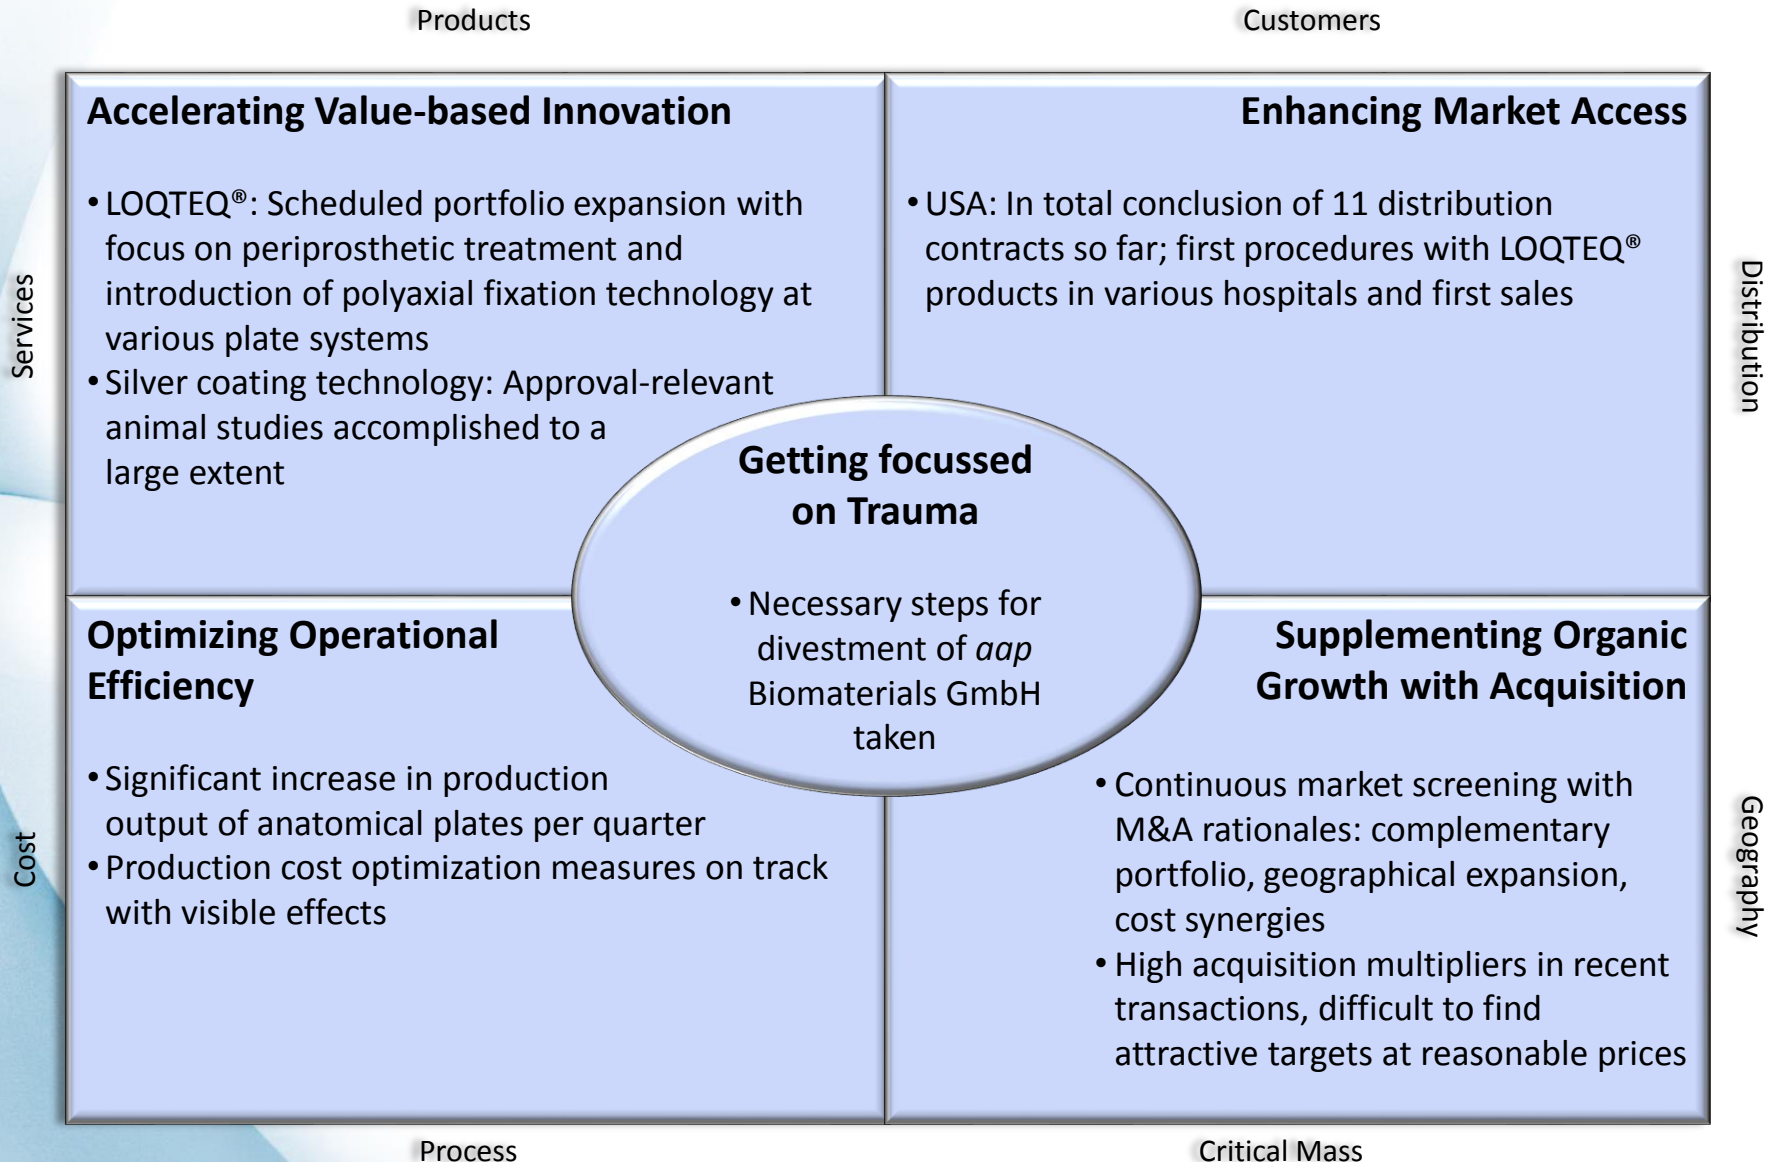 Products
Customers
Services
Accelerating Value-based Innovation
• LOQTEQ®: Scheduled portfolio expansion with
focus on periprosthetic treatment and
introduction of polyaxial fixation technology at
various plate systems
• Silver coating technology: Approval-relevant
animal studies accomplished to a
large extent
Enhancing Market Access
• USA: In total conclusion of 11 distribution
contracts so far; first procedures with LOQTEQ®
products in various hospitals and first sales
Distribution
Getting focussed
on Trauma
• Necessary steps for
divestment of aap
Biomaterials GmbH
taken
Cost
Optimizing Operational
Efficiency
• Significant increase in production
output of anatomical plates per quarter
• Production cost optimization measures on track
with visible effects
Supplementing Organic
Growth with Acquisition
• Continuous market screening with
M&A rationales: complementary
portfolio, geographical expansion,
cost synergies
• High acquisition multipliers in recent
transactions, difficult to find
attractive targets at reasonable prices
Geography
Process
Critical Mass